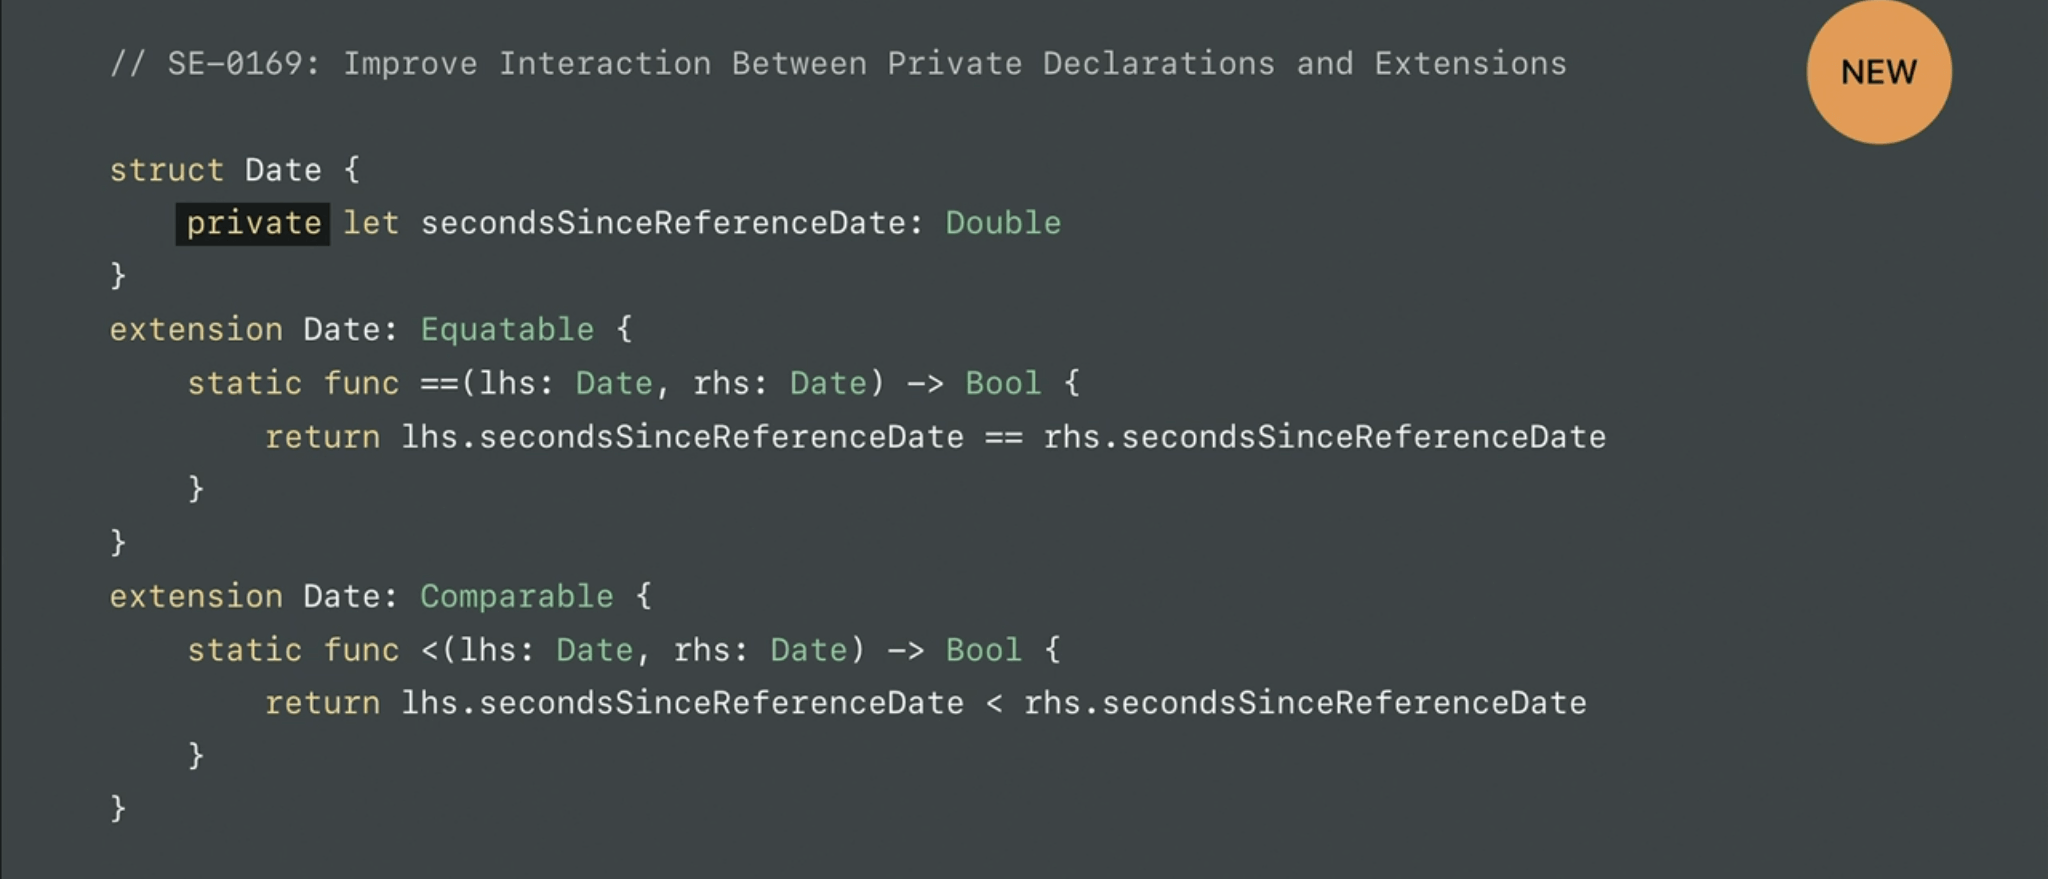 // SE-0169: Improve Interaction Between Private Declarations and Extensions
NEW
struct Date {
    private let secondsSinceReferenceDate: Double
}
extension Date: Equatable {
    static func ==(lhs: Date, rhs: Date) -> Bool {
        return lhs.secondsSinceReferenceDate == rhs.secondsSinceReferenceDate
    }
}
extension Date: Comparable {
    static func <(lhs: Date, rhs: Date) -> Bool {
        return lhs.secondsSinceReferenceDate < rhs.secondsSinceReferenceDate
    }
}